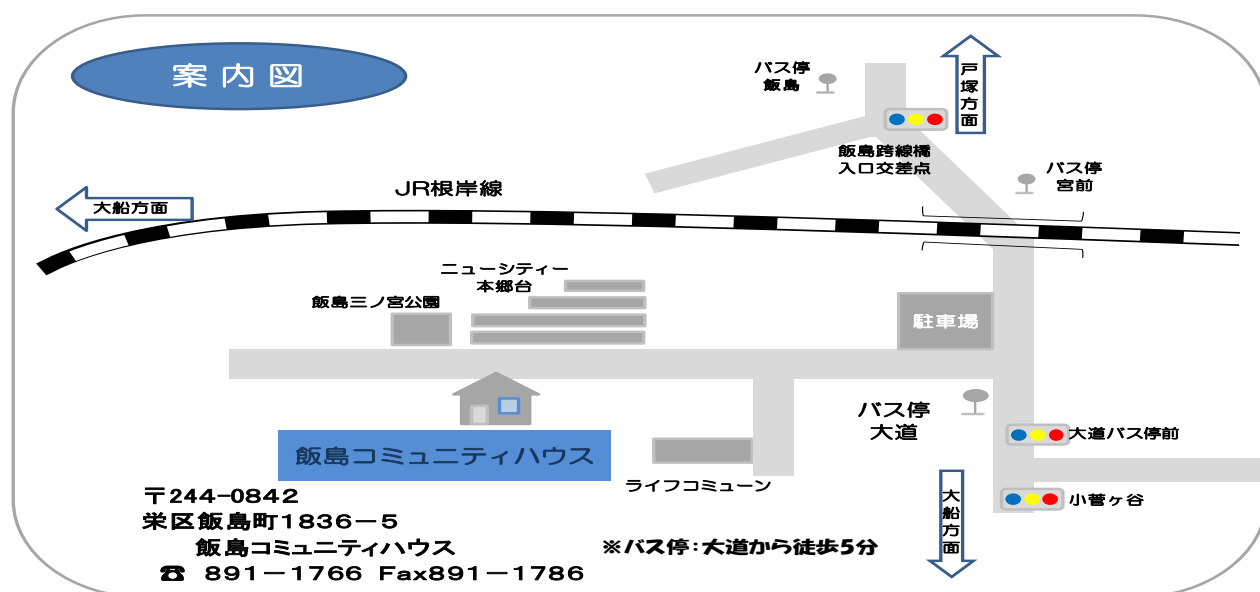 案内図
バス停
飯島
戸塚方面
飯島跨線橋
入口交差点
バス停
宮前
JR根岸線
大船方面
ニューシティー
本郷台
飯島三ノ宮公園
駐車場
バス停
大道
大道バス停前
飯島コミュニティハウス
ライフコミューン
大船方面
小菅ヶ谷
〒244-0842
栄区飯島町1836－5
飯島コミュニティハウス
※バス停:大道から徒歩5分
☎ 891－1766 Fax891－1786